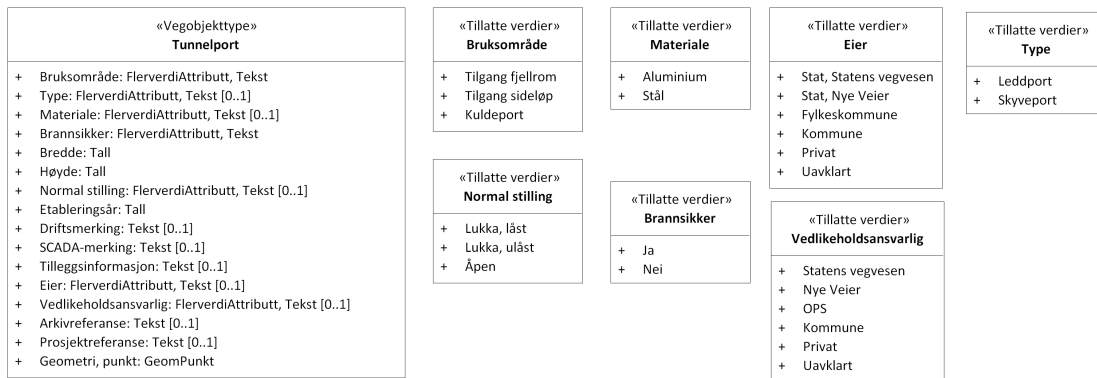 «Vegobjekttype»
Tunnelport
+ Bruksområde: FlerverdiAttributt, Tekst
+ Type: FlerverdiAttributt, Tekst [0..1]
+ Materiale: FlerverdiAttributt, Tekst [0..1]
+ Brannsikker: FlerverdiAttributt, Tekst
+ Bredde: Tall
+ Høyde: Tall
+ Normal stilling: FlerverdiAttributt, Tekst [0..1]
+ Etableringsår: Tall
+ Driftsmerking: Tekst [0..1]
+ SCADA-merking: Tekst [0..1]
+ Tilleggsinformasjon: Tekst [0..1]
+ Eier: FlerverdiAttributt, Tekst [0..1]
+ Vedlikeholdsansvarlig: FlerverdiAttributt, Tekst [0..1]
+ Arkivreferanse: Tekst [0..1]
+ Prosjektreferanse: Tekst [0..1]
+ Geometri, punkt: GeomPunkt
«Tillatte verdier»
Bruksområde
+ Tilgang fjellrom
+ Tilgang sideløp
+ Kuldeport
«Tillatte verdier»
Normal stilling
+ Lukka, låst
+ Lukka, ulåst
+ Åpen
«Tillatte verdier»
Materiale
+ Aluminium
+ Stål
«Tillatte verdier»
Brannsikker
+ Ja
+ Nei
«Tillatte verdier»
Eier
+ Stat, Statens vegvesen
+ Stat, Nye Veier
+ Fylkeskommune
+ Kommune
+ Privat
+ Uavklart
«Tillatte verdier»
Vedlikeholdsansvarlig
+ Statens vegvesen
+ Nye Veier
+ OPS
+ Kommune
+ Privat
+ Uavklart
«Tillatte verdier»
Type
+ Leddport
+ Skyveport